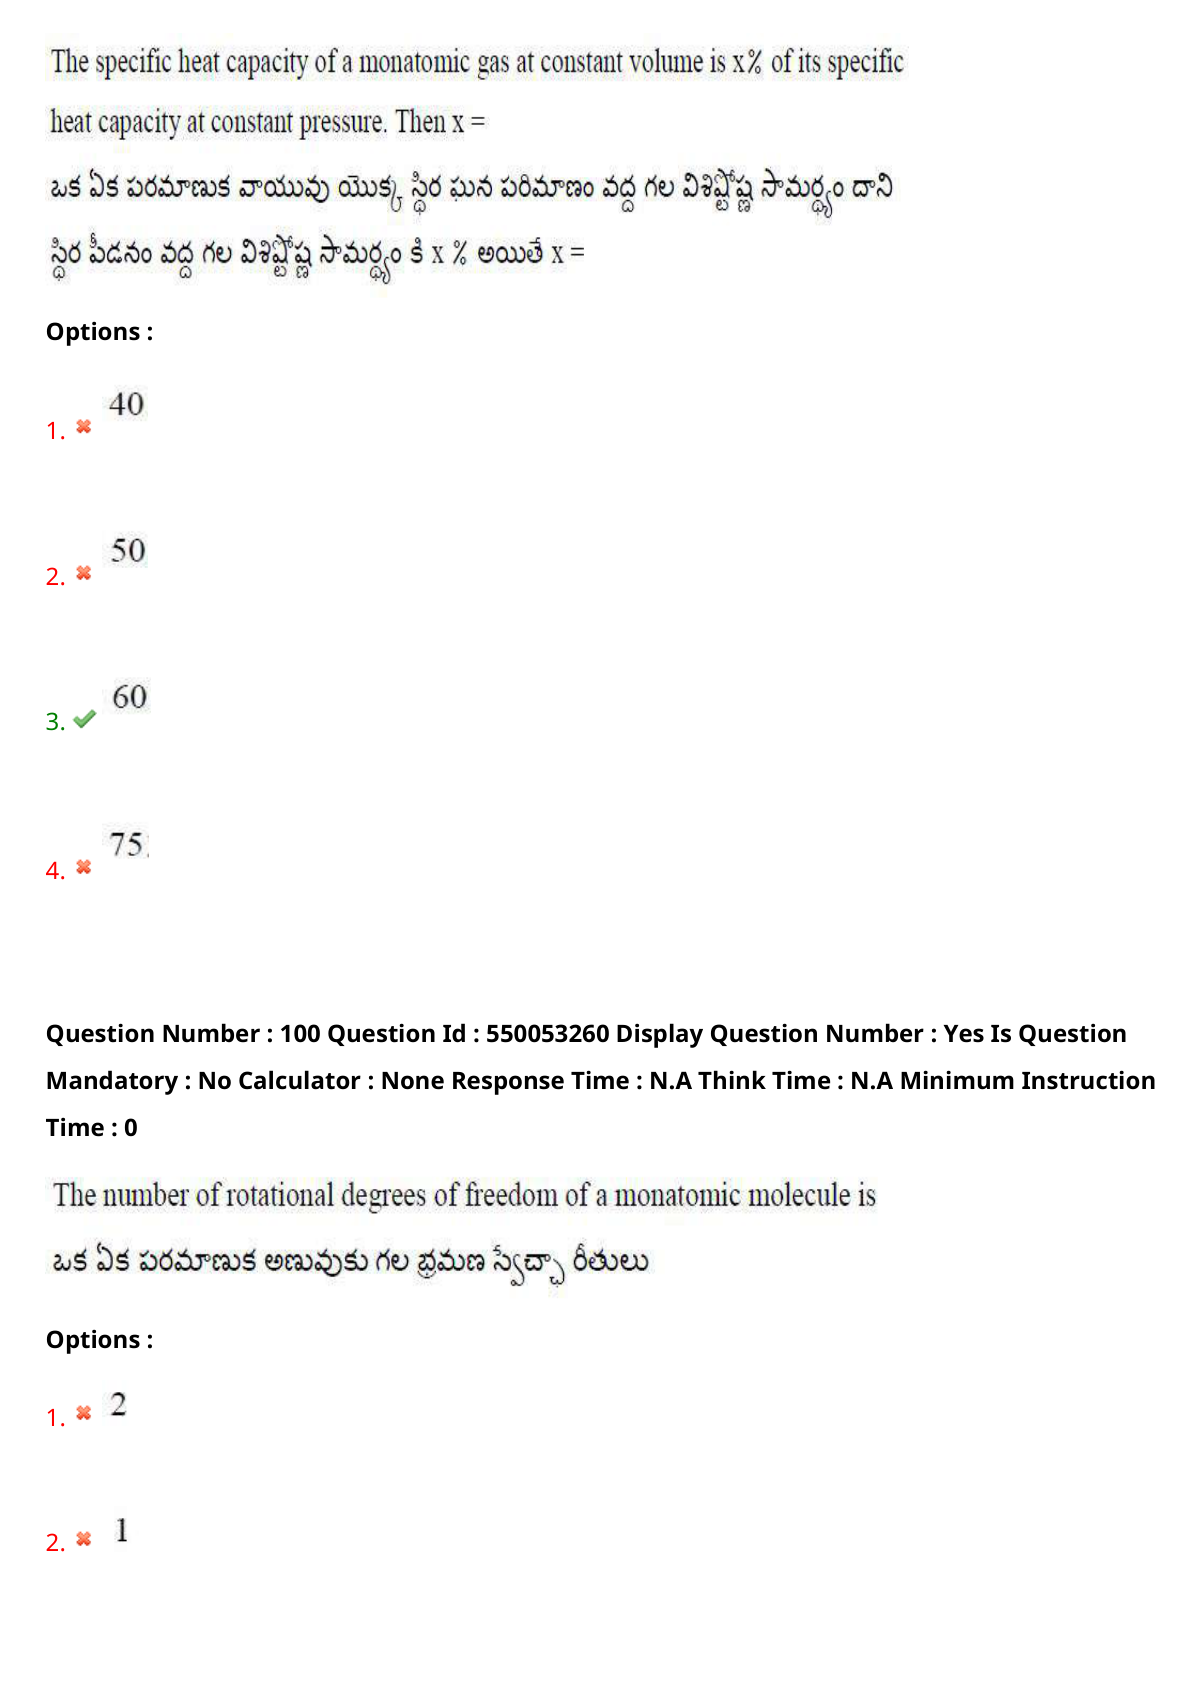 The specific heat capacity of a monatomic gas at constant volume is x% of its specific
heat capacity at constant pressure. Then x =
ఒక ఏక పరమాణుక వాయువు యొక్క స్థిర ఘన పరిమాణం వద్ద గల విశిష్టోష్ణ సామర్థ్యం దాని
స్థిర పీడనం వద్ద గల విశిష్టోష్ణ సామర్థ్యం కి x % అయితే x =
Options :
1. 40
2. 50
3. 60
4. 75
Question Number : 100 Question Id : 550053260 Display Question Number : Yes Is Question
Mandatory : No Calculator : None Response Time : N.A Think Time : N.A Minimum Instruction
Time : 0
The number of rotational degrees of freedom of a monatomic molecule is
ఒక ఏక పరమాణుక అణువుకు గల భ్రమణ స్వేచ్ఛా రీతులు
Options :
1. 2
2. 1